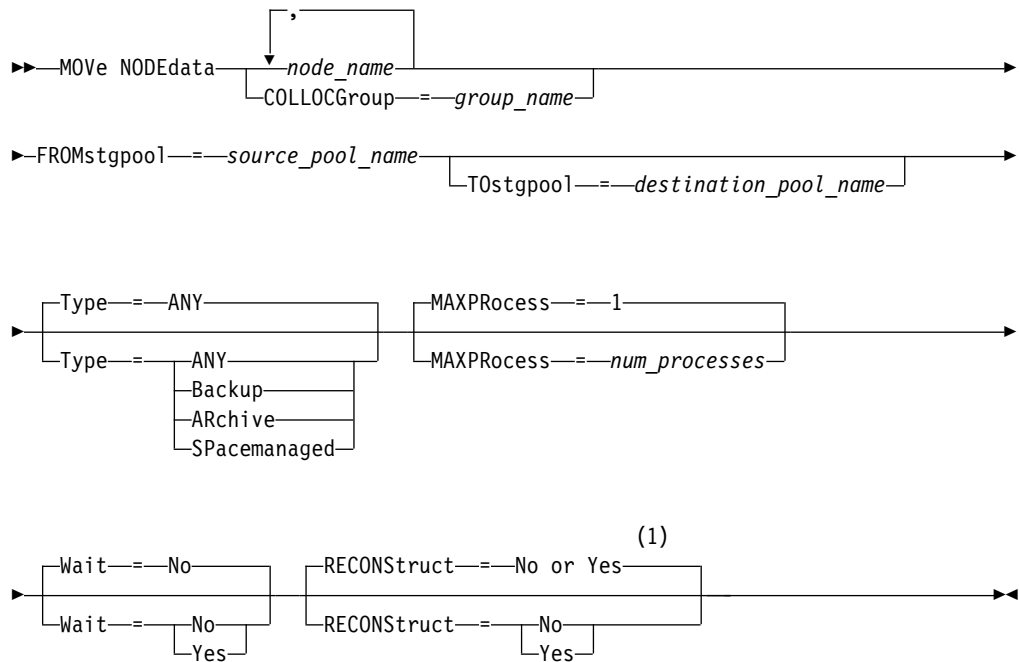 ,
MOVe NODEdata node_name
COLLOCGroup = group_name
FROMstgpool = source_pool_name
TOstgpool = destination_pool_name
Type = ANY MAXPRocess = 1
Type = ANY MAXPRocess = num_processes
Backup
ARchive
SPacemanaged
(1)
Wait = No RECONStruct = No or Yes
Wait = No RECONStruct = No
Yes Yes